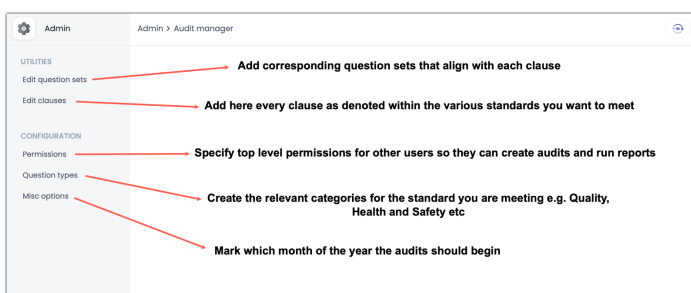 Admin
Admin > Audit manager
UTILITIES
Add corresponding question sets that align with each clause
Edit question sets
Edit clauses
Add here every clause as denoted within the various standards you want to meet
CONFIGURATION
Permissions
Specify top level permissions for other users so they can create audits and run reports
Question types
Create the relevant categories for the standard you are meeting e.g. Quality,
Health and Safety etc
Misc options
Mark which month of the year the audits should begin